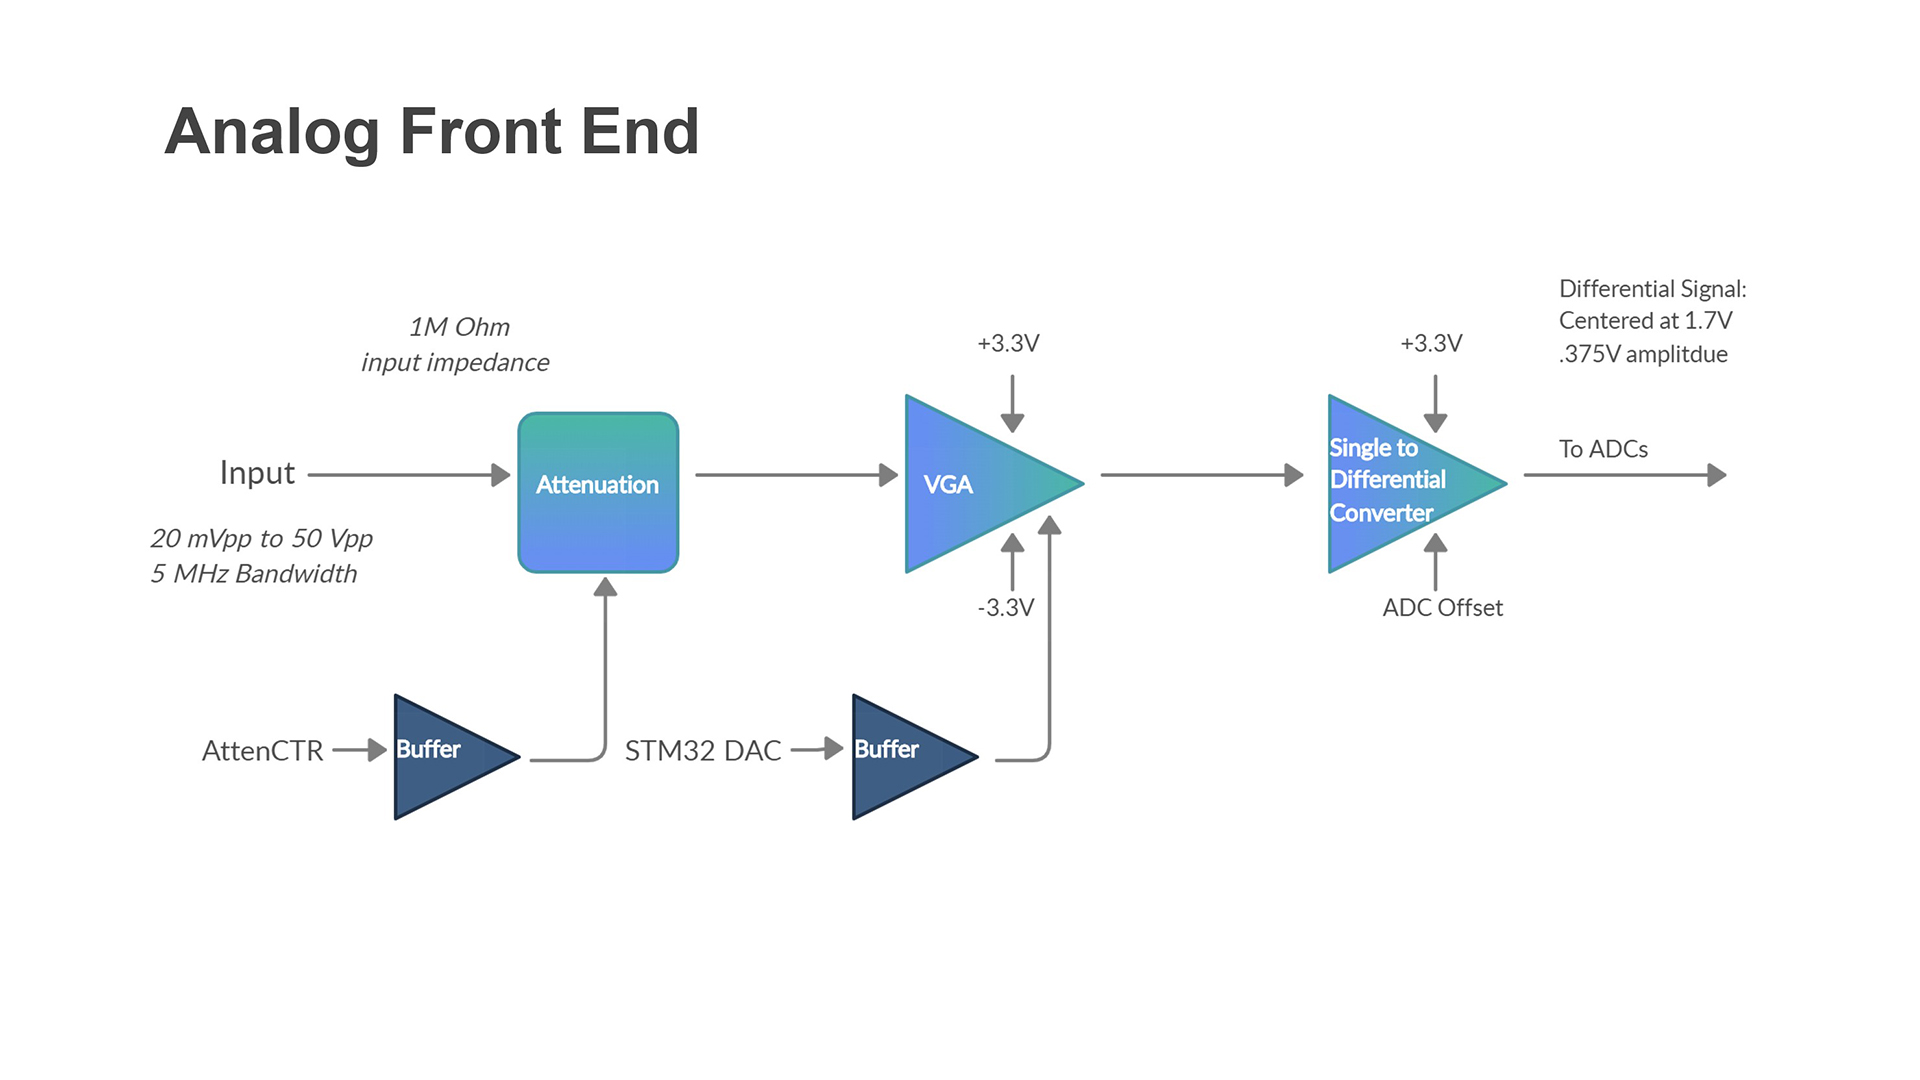 Analog Front End
1M Ohm
input impedance
Input
20 mVpp to 50 Vpp
5 MHz Bandwidth
Attenuation
AttenCTR
Buffer
+3.3V
VGA
-3.3V
STM32 DAC
Buffer
+3.3V
Single to
Differential
Converter
ADC Offset
Differential Signal:
Centered at 1.7V
.375V amplitdue
To ADCs